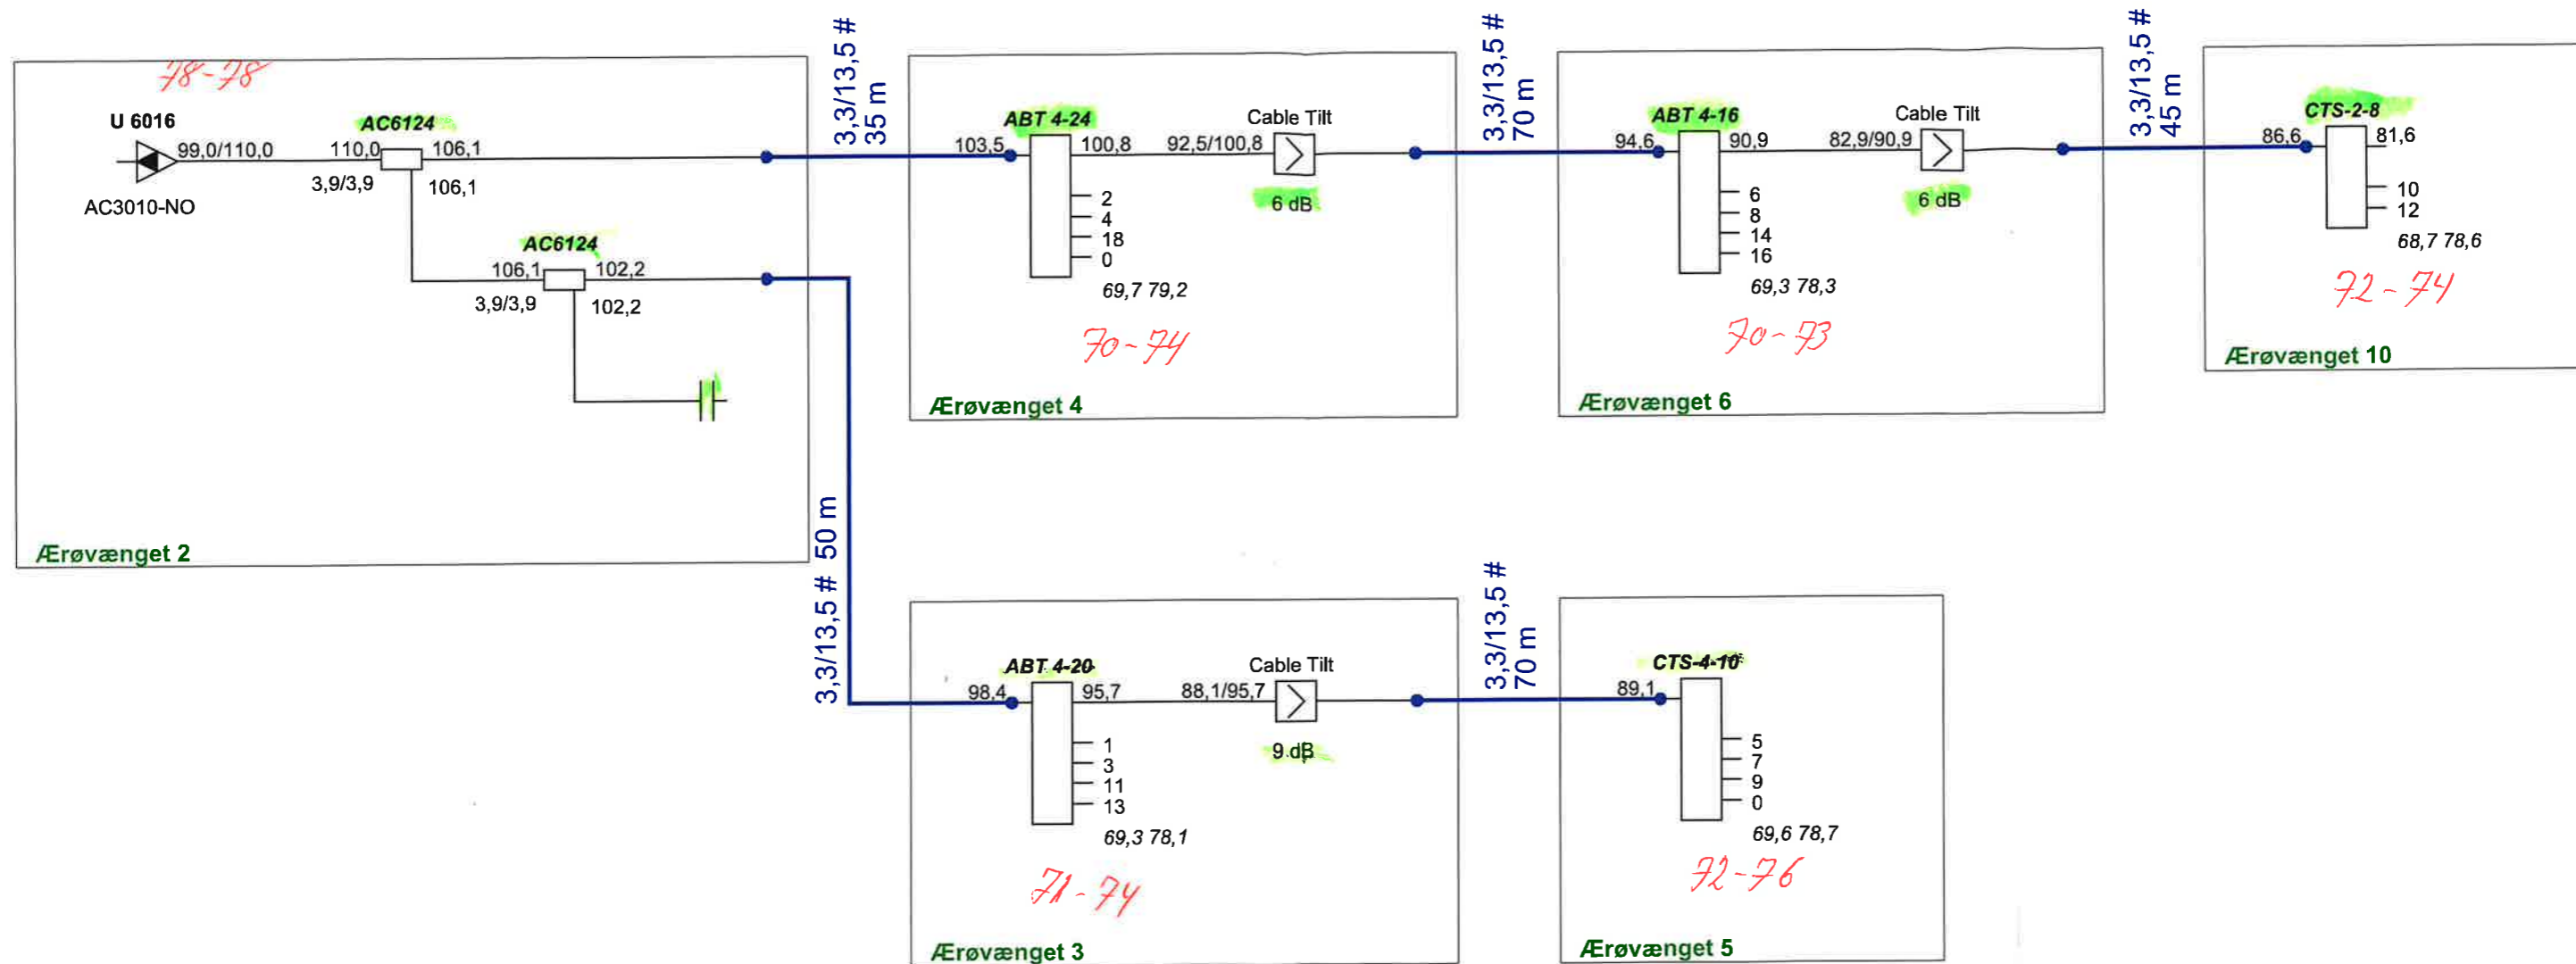 78-78
U 6016
99,0/110,0
AC3010-NO
AC6124
110,0
106,1
3,9/3,9
106,1
AC6124
106,1
102,2
3,9/3,9
102,2
Ærøvænget 2
3,3/13,5 #
35 m
ABT 4-24
103,5
100,8
92,5/100,8
Cable Tilt
6 dB
2
4
18
0
69,7 79,2
70-74
Ærøvænget 4
3,3/13,5 #
70 m
ABT 4-16
94,6
90,9
82,9/90,9
Cable Tilt
6 dB
6
8
14
16
69,3 78,3
70-73
Ærøvænget 6
3,3/13,5 #
45 m
CTS-2-8
86,6
81,6
10
12
68,7 78,6
72-74
Ærøvænget 10
3,3/13,5 # 50 m
ABT 4-20
98,4
95,7
88,1/95,7
Cable Tilt
9 dB
1
3
11
13
69,3 78,1
71-74
Ærøvænget 3
3,3/13,5 #
70 m
CTS-4-10
89,1
5
7
9
0
69,6 78,7
72-76
Ærøvænget 5